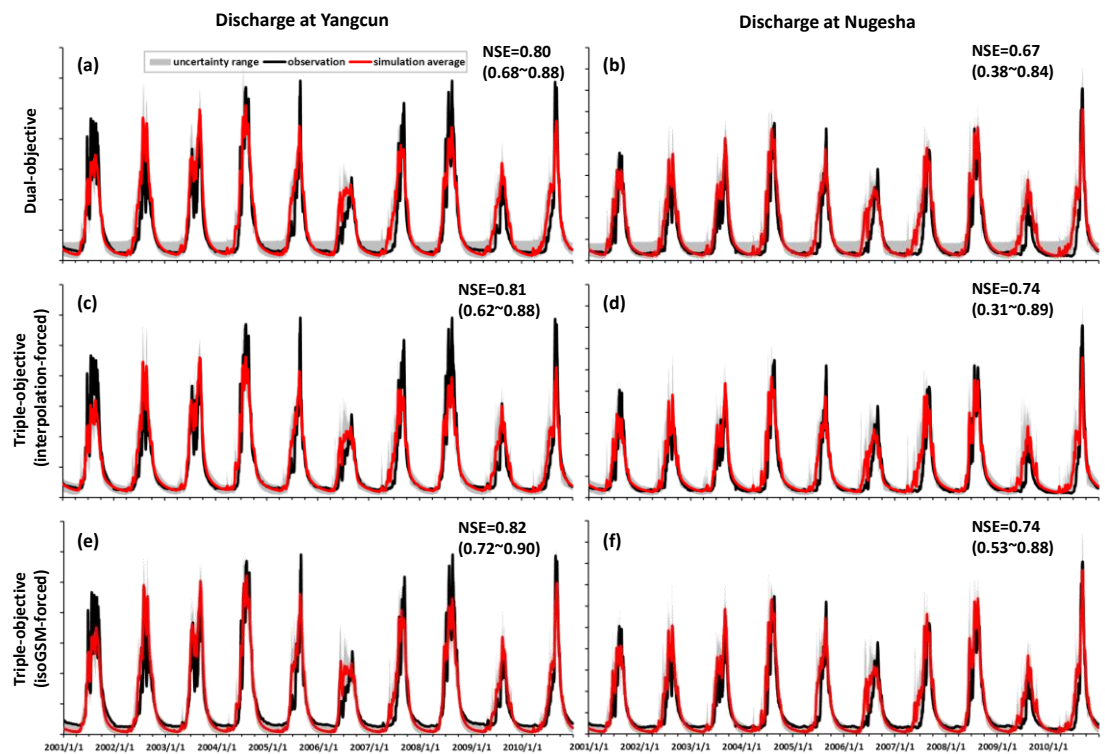 Discharge at Yangcun
Discharge at Nugesha
Dual-objective
(a)
uncertainty range observation simulation average
NSE=0.80
(0.68~0.88)
(b)
NSE=0.67
(0.38~0.84)
Triple-objective
(interpolation-forced)
(c)
NSE=0.81
(0.62~0.88)
(d)
NSE=0.74
(0.31~0.89)
Triple-objective
(isoGSM-forced)
(e)
NSE=0.82
(0.72~0.90)
(f)
NSE=0.74
(0.53~0.88)
2001/1/1 2002/1/1 2003/1/1 2004/1/1 2005/1/1 2006/1/1 2007/1/1 2008/1/1 2009/1/1 2010/1/1
2001/1/1 2002/1/1 2003/1/1 2004/1/1 2005/1/1 2006/1/1 2007/1/1 2008/1/1 2009/1/1 2010/1/1